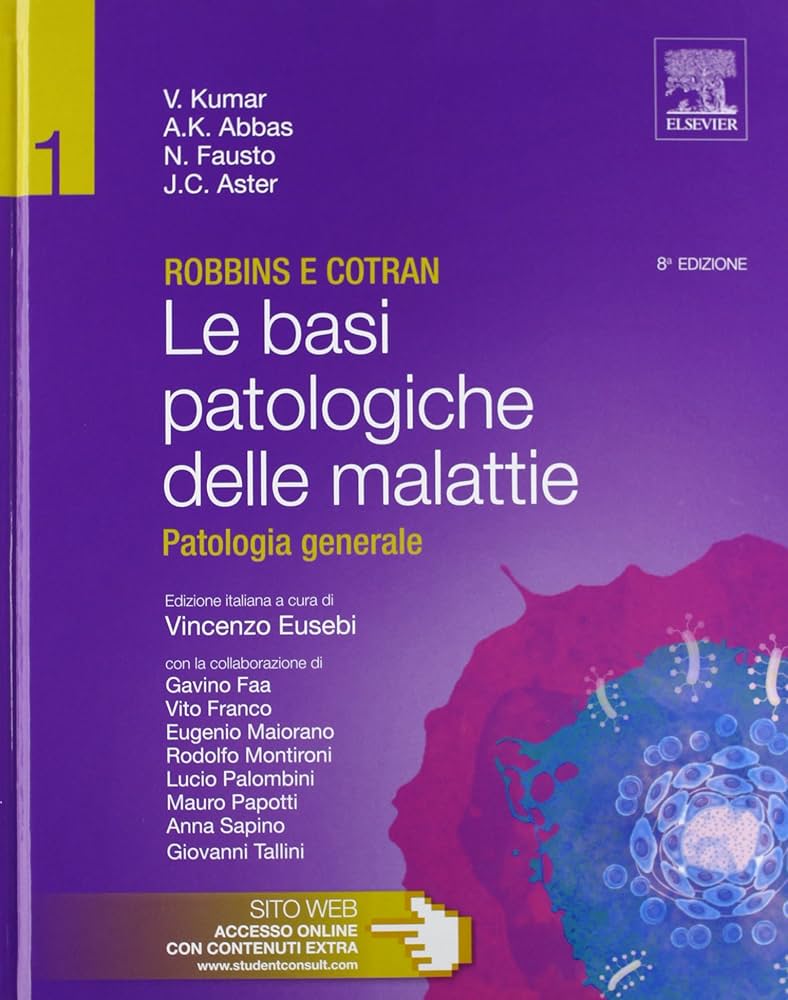 1
V. Kumar
A.K. Abbas
N. Fausto
J.C. Aster
ELSEVIER
ROBBINS E COTRAN
8ª EDIZIONE
Le basi
patologiche
delle malattie
Patologia generale
Edizione italiana a cura di
Vincenzo Eusebi
con la collaborazione di
Gavino Faa
Vito Franco
Eugenio Maiorano
Rodolfo Montironi
Lucio Palombini
Mauro Papotti
Anna Sapino
Giovanni Tallini
SITO WEB
ACCESSO ONLINE
CON CONTENUTI EXTRA
www.studentconsult.com